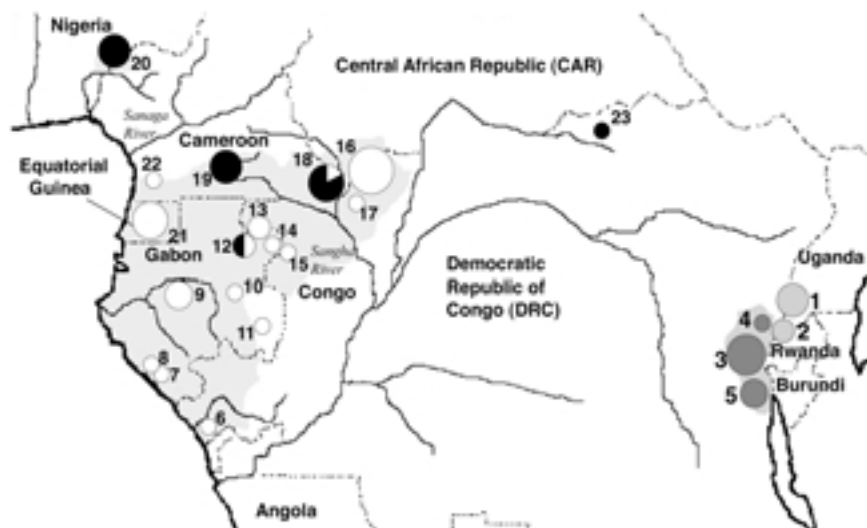 Nigeria
20
Central African Republic (CAR)
23
Sanaga
River
Cameroon
16
18
Equatorial
Guinea
22
19
17
21
13
14
12
Sangha
River
15
Gabon
Democratic
Republic of
Congo (DRC)
Uganda
9
10
Congo
1
4
2
11
3
Rwanda
8
7
5
Burundi
6
Angola